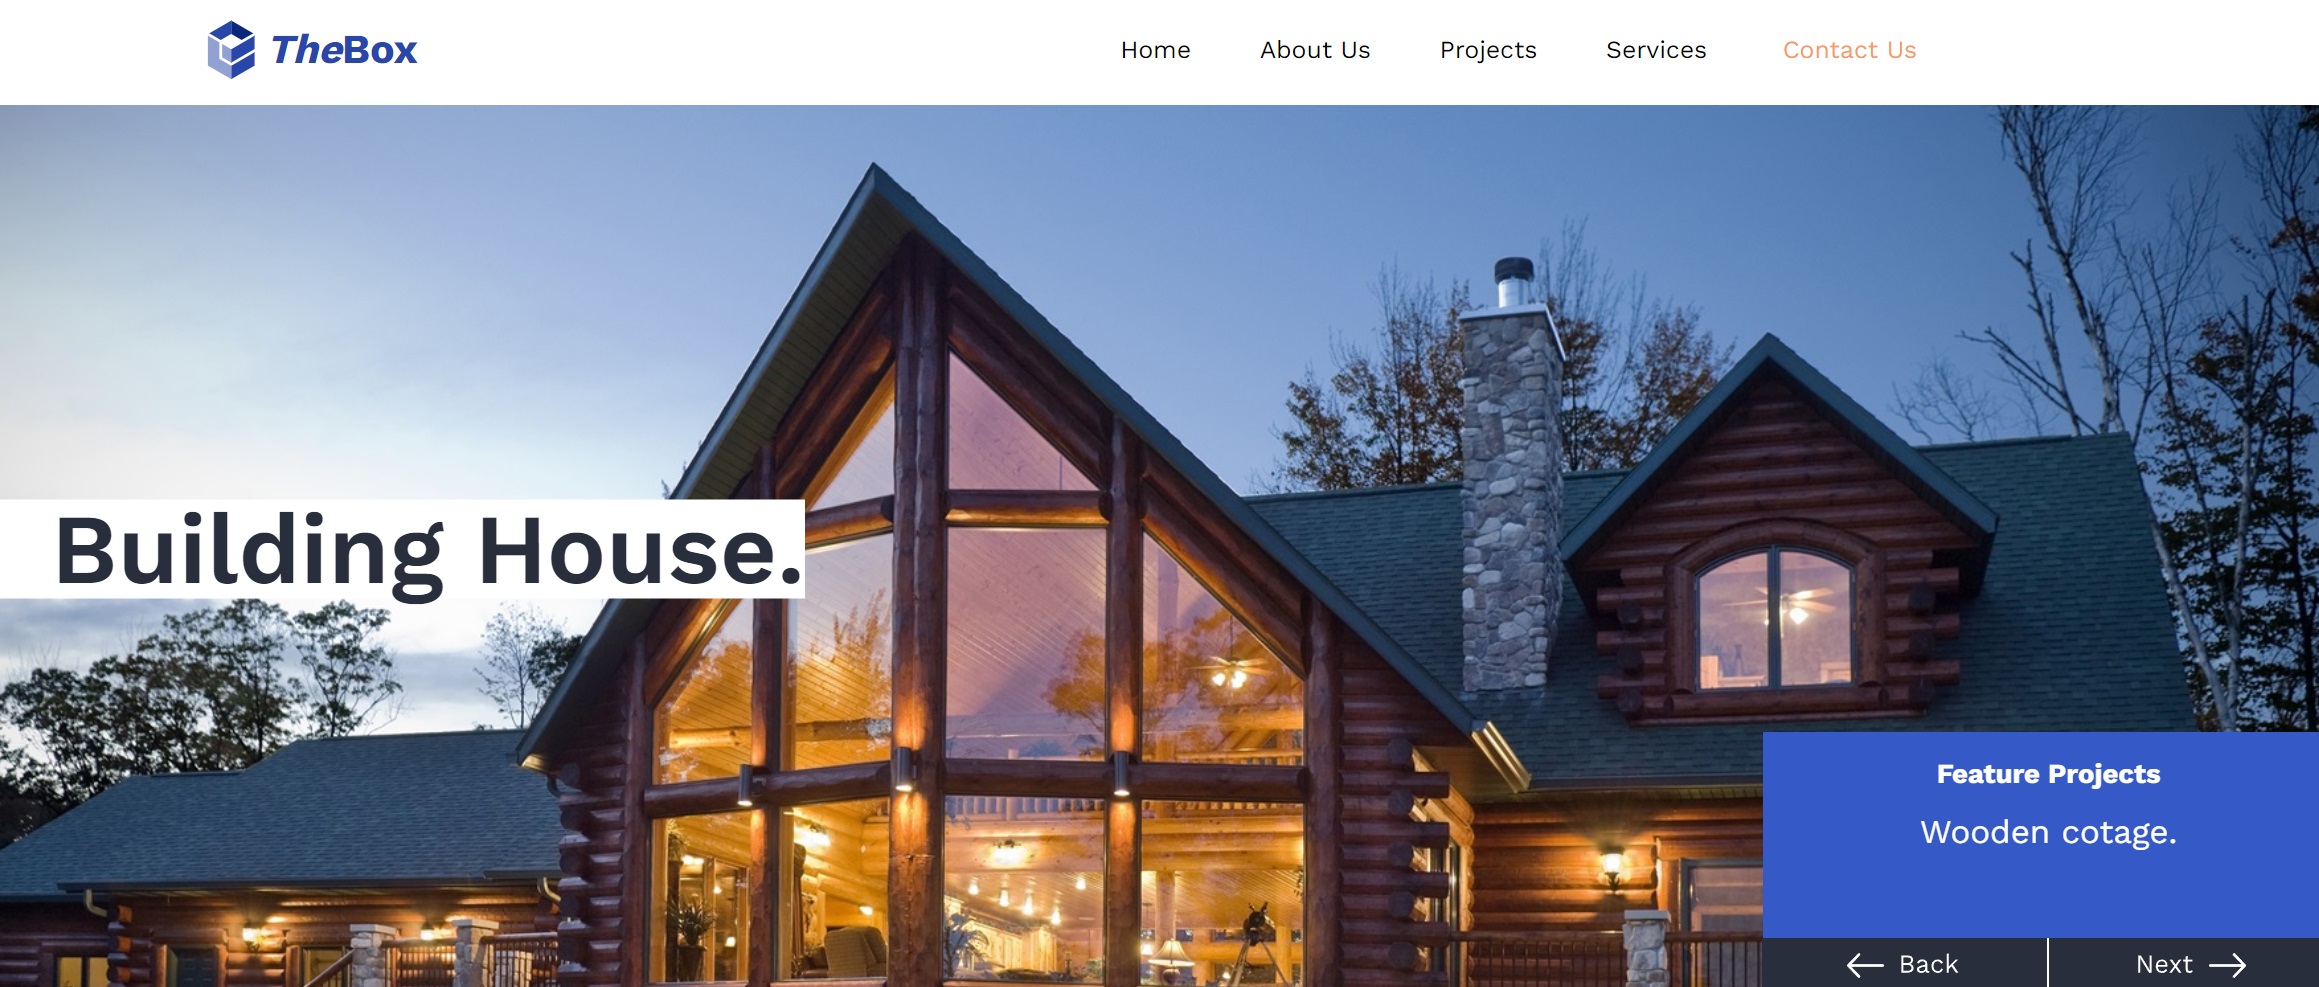 TheBox
Home About Us Projects Services Contact Us
Building House.
Feature Projects
Wooden cotage.
Back Next